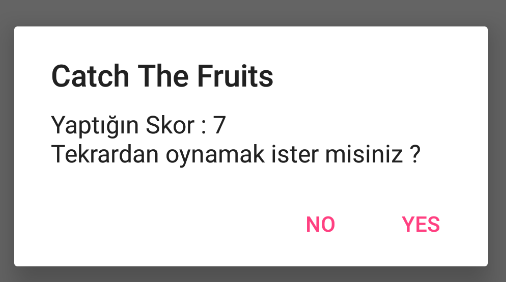 Catch The Fruits
Yaptığın Skor : 7
Tekrardan oynamak ister misiniz ?
NO YES